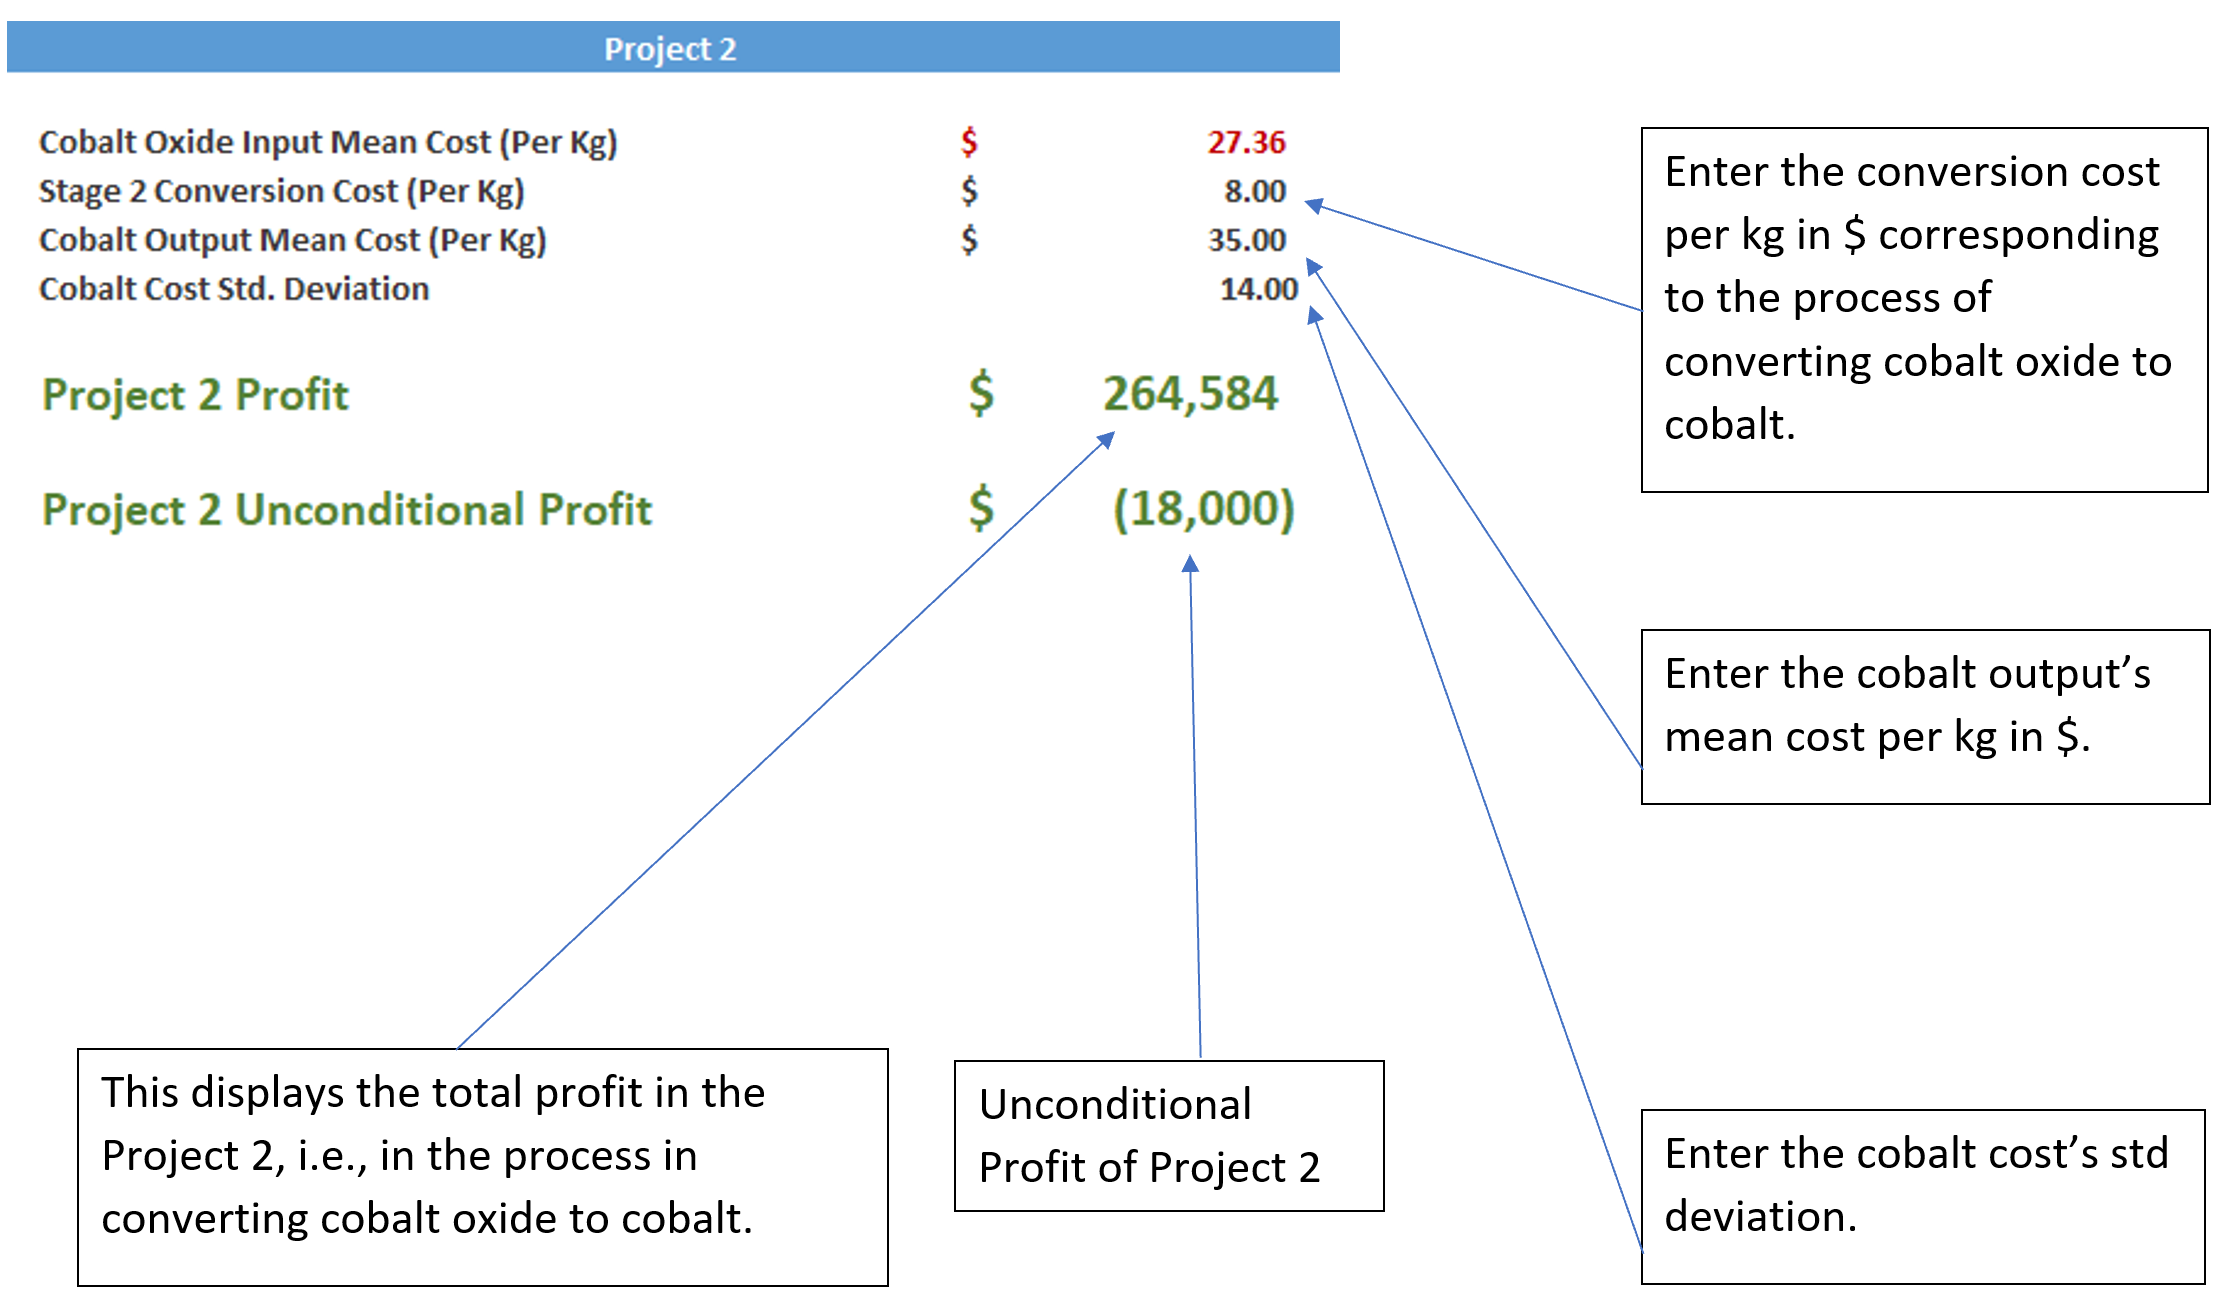 Project 2
Cobalt Oxide Input Mean Cost (Per Kg) $ 27.36
Stage 2 Conversion Cost (Per Kg) $ 8.00
Cobalt Output Mean Cost (Per Kg) $ 35.00
Cobalt Cost Std. Deviation 14.00
Project 2 Profit $ 264,584
Project 2 Unconditional Profit $ (18,000)
Enter the conversion cost
per kg in $ corresponding
to the process of
converting cobalt oxide to
cobalt.
Enter the cobalt output’s
mean cost per kg in $.
This displays the total profit in the
Project 2, i.e., in the process in
converting cobalt oxide to cobalt.
Unconditional
Profit of Project 2
Enter the cobalt cost’s std
deviation.